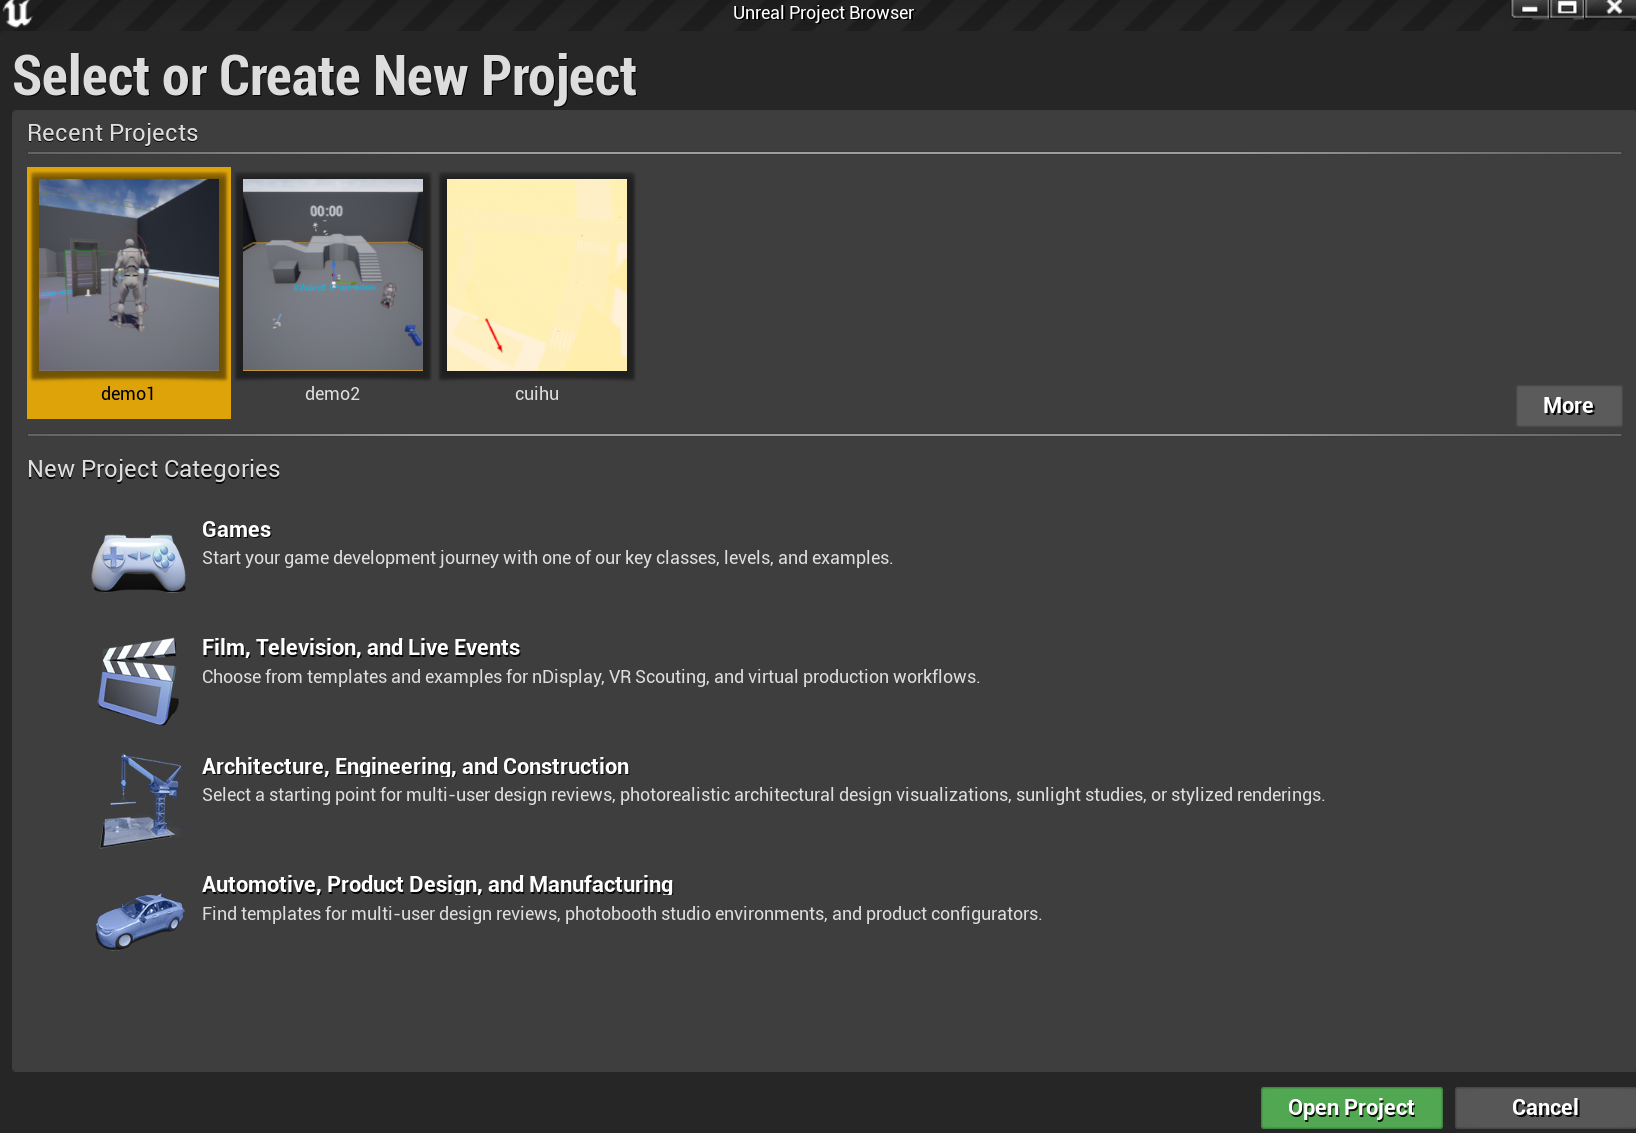 Unreal Project Browser
Select or Create New Project
Recent Projects
00:00
demo1
demo2
cuihu
More
New Project Categories
Games
Start your game development journey with one of our key classes, levels, and examples.
Film, Television, and Live Events
Choose from templates and examples for nDisplay, VR Scouting, and virtual production workflows.
Architecture, Engineering, and Construction
Select a starting point for multi-user design reviews, photorealistic architectural design visualizations, sunlight studies, or stylized renderings.
Automotive, Product Design, and Manufacturing
Find templates for multi-user design reviews, photobooth studio environments, and product configurators.
Open Project
Cancel